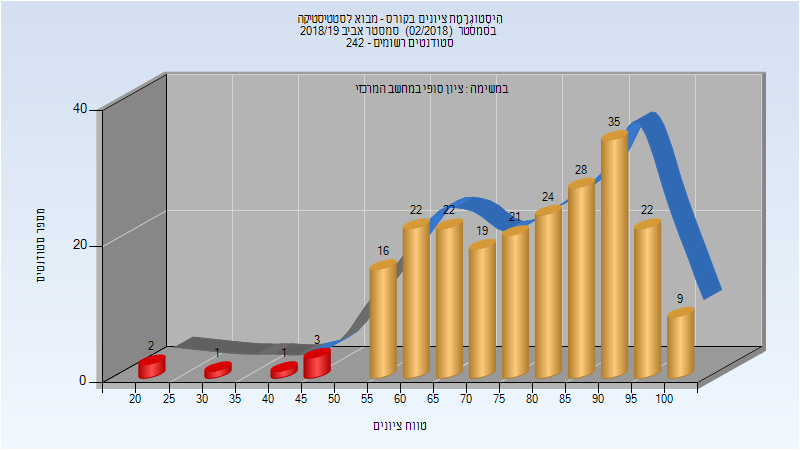 היסטוגרמת ציונים בקורס - מבוא לסטטיסטיקה
בסמסטר (02/2018) סמסטר אביב 2018/19
סטודנטים רשומים - 242
במשימה : ציון סופי במחשב המרכזי
40
20
0
מספר סטודנטים
2
1
1
3
16
22
22
19
21
24
28
35
22
9
20 25 30 35 40 45 50 55 60 65 70 75 80 85 90 95 100
טווח ציונים